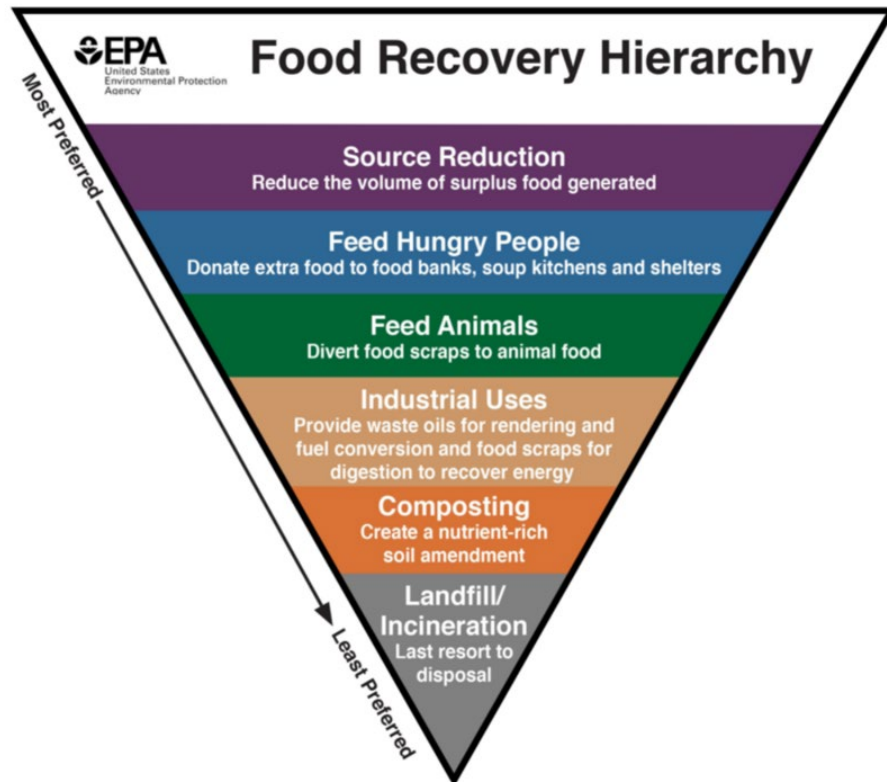 EPA
United States
Environmental Protection
Agency
Food Recovery Hierarchy
Most Preferred
Source Reduction
Reduce the volume of surplus food generated
Feed Hungry People
Donate extra food to food banks, soup kitchens and shelters
Feed Animals
Divert food scraps to animal food
Industrial Uses
Provide waste oils for rendering and
fuel conversion and food scraps for
digestion to recover energy
Composting
Create a nutrient-rich
soil amendment
Landfill/
Incineration
Last resort to
disposal
Least Preferred